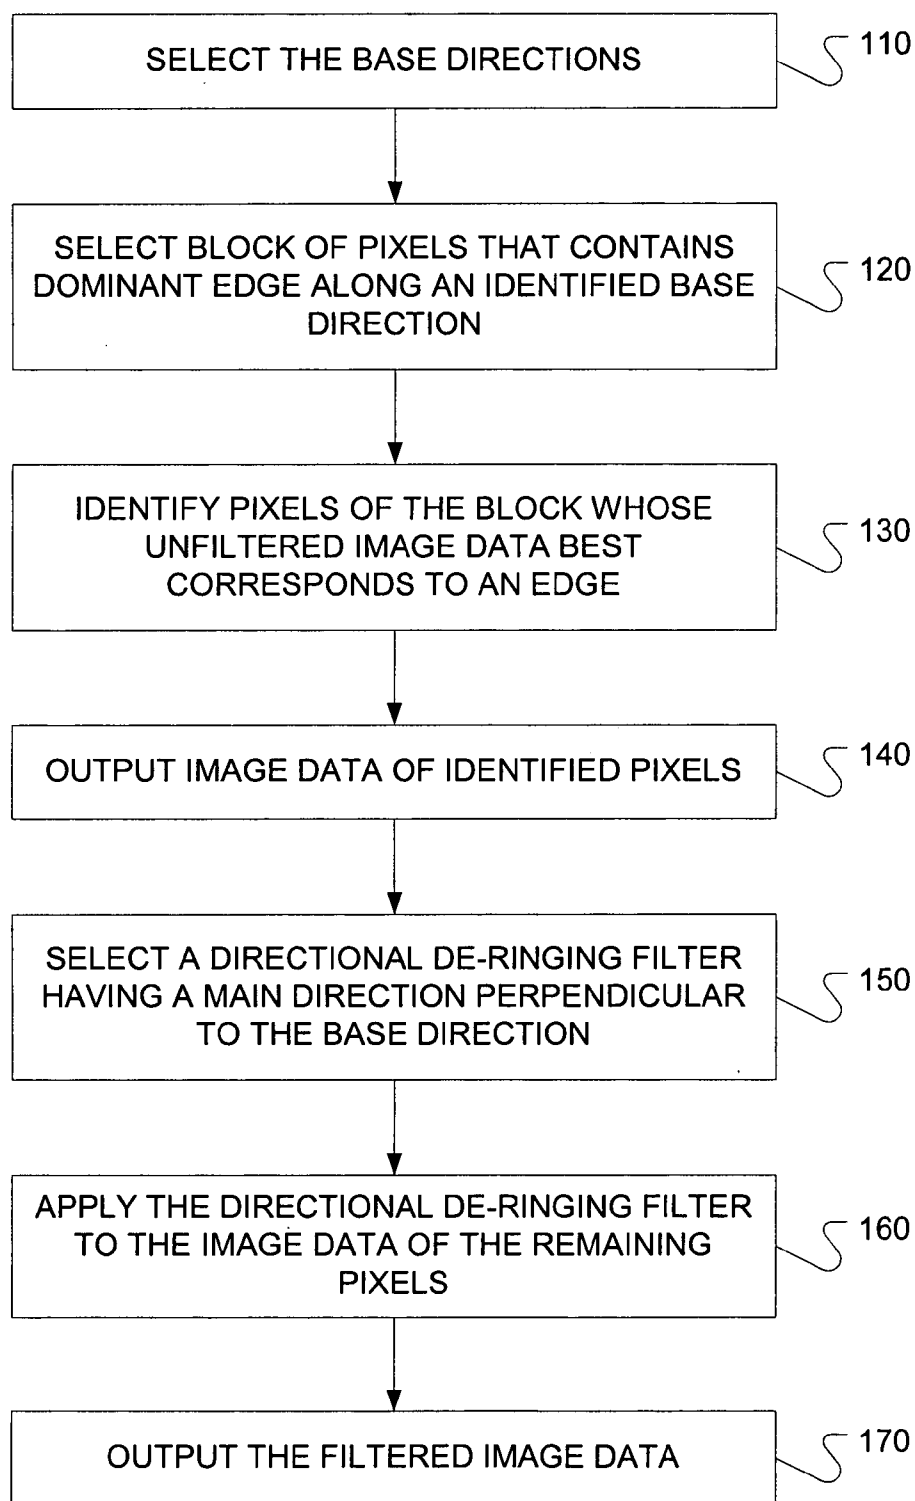 SELECT THE BASE DIRECTIONS
110
SELECT BLOCK OF PIXELS THAT CONTAINS
DOMINANT EDGE ALONG AN IDENTIFIED BASE
DIRECTION
120
IDENTIFY PIXELS OF THE BLOCK WHOSE
UNFILTERED IMAGE DATA BEST
CORRESPONDS TO AN EDGE
130
OUTPUT IMAGE DATA OF IDENTIFIED PIXELS
140
SELECT A DIRECTIONAL DE-RINGING FILTER
HAVING A MAIN DIRECTION PERPENDICULAR
TO THE BASE DIRECTION
150
APPLY THE DIRECTIONAL DE-RINGING FILTER
TO THE IMAGE DATA OF THE REMAINING
PIXELS
160
OUTPUT THE FILTERED IMAGE DATA
170